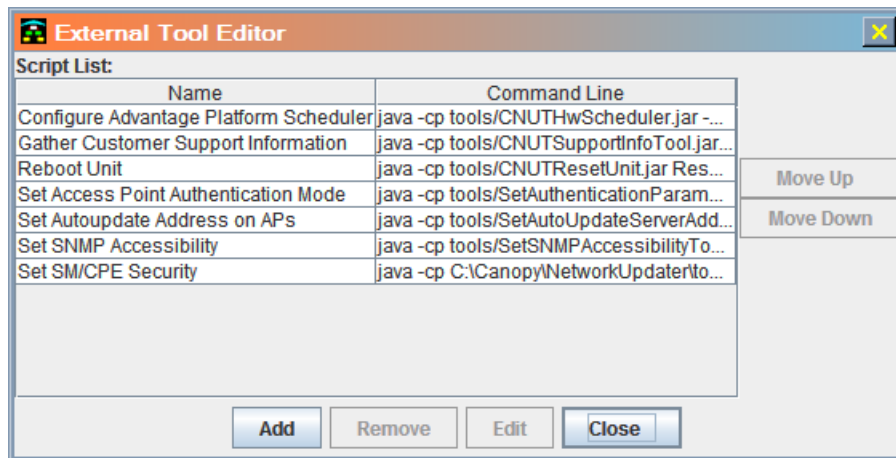 External Tool Editor
Script List:
Name Command Line
Configure Advantage Platform Scheduler java -cp tools/CNUTHwScheduler.jar -...
Gather Customer Support Information java -cp tools/CNUTSupportInfoTool.jar...
Reboot Unit java -cp tools/CNUTResetUnit.jar Res...
Set Access Point Authentication Mode java -cp tools/SetAuthenticationParam...
Set Autoupdate Address on APs java -cp tools/SetAutoUpdateServerAdd...
Set SNMP Accessibility java -cp tools/SetSNMPAccessibilityTo...
Set SM/CPE Security java -cp C:\Canopy\NetworkUpdater\to...
Move Up
Move Down
Add Remove Edit Close